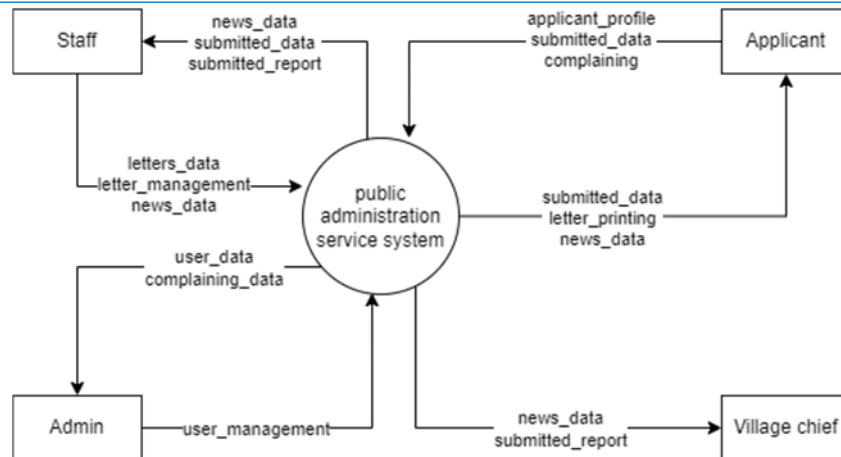 Staff
news_data
submitted_data
submitted_report
applicant_profile
submitted_data
complaining
Applicant
letters_data
letter_management
news_data
public
administration
service system
submitted_data
letter_printing
news_data
user_data
complaining_data
Admin
user_management
news_data
submitted_report
Village chief